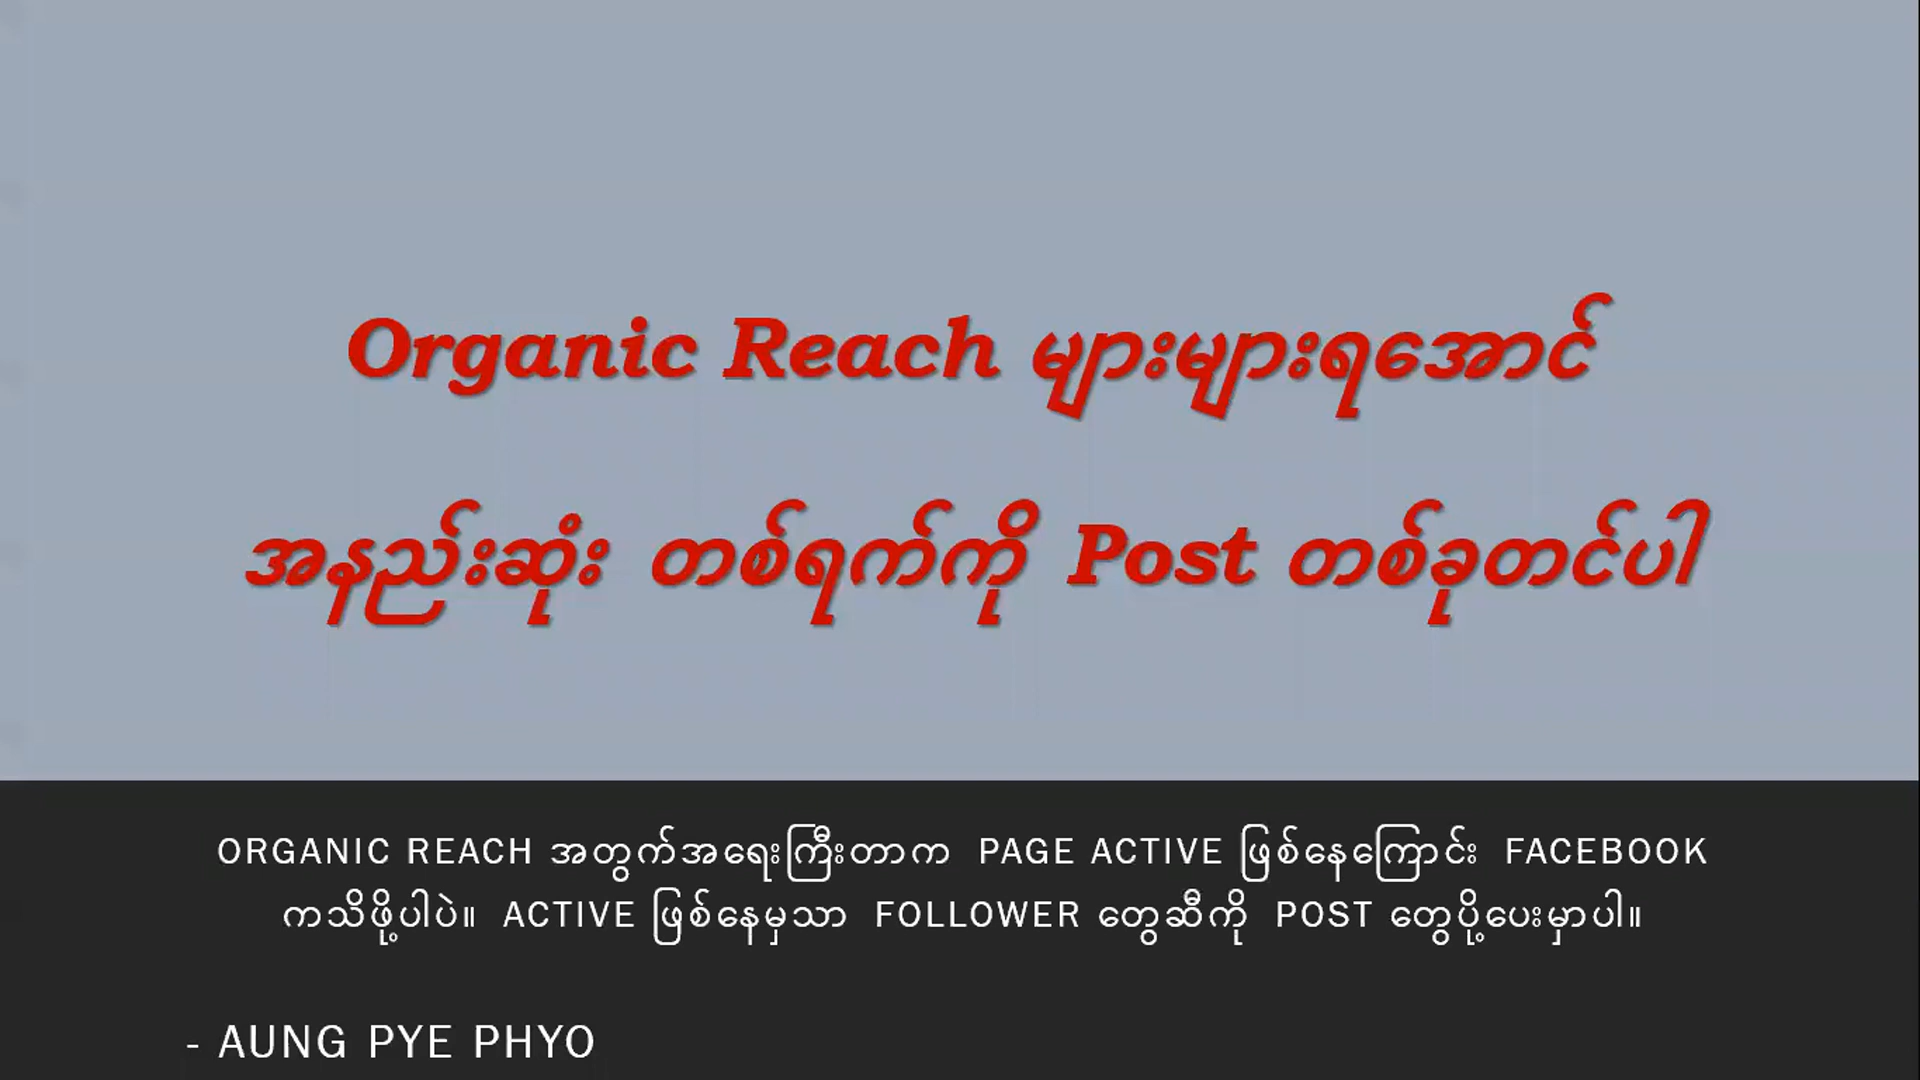 Organic Reach များများရအောင်
အနည်းဆုံး တစ်ရက်ကို Post တစ်ခုတင်ပါ
ORGANIC REACH အတွက်အရေးကြီးတာက PAGE ACTIVE ဖြစ်နေကြောင်း FACEBOOK
ကသိဖို့ပါပဲ။ ACTIVE ဖြစ်နေမှသာ FOLLOWER တွေဆီကို POST တွေပို့ပေးမှာပါ။
- AUNG PYE PHYO